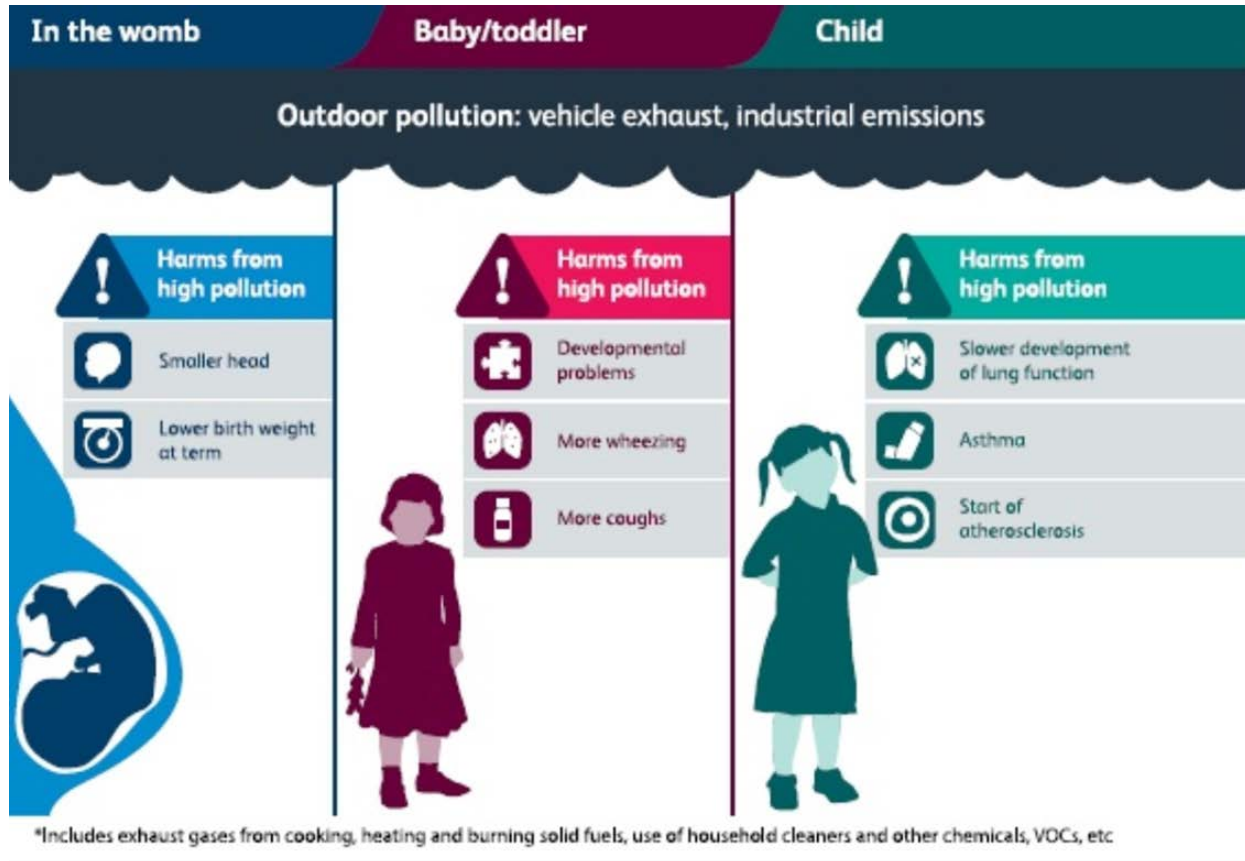 In the womb
Baby/toddler
Child
Outdoor pollution: vehicle exhaust, industrial emissions
Harms from
high pollution
Smaller head
Lower birth weight
at term
Harms from
high pollution
Developmental
problems
More wheezing
More coughs
Harms from
high pollution
Slower development
of lung function
Asthma
Start of
atherosclerosis
*Includes exhaust gases from cooking, heating and burning solid fuels, use of household cleaners and other chemicals, VOCs, etc